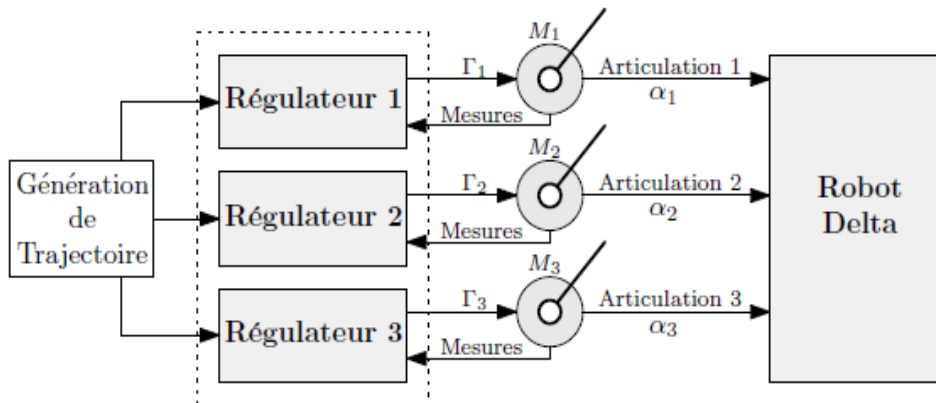 M₁
Γ₁
Articulation 1
α₁
Régulateur 1
Mesures
M₂
Génération
de
Trajectoire
Γ₂
Articulation 2
α₂
Régulateur 2
Mesures
Robot
Delta
M₃
Γ₃
Articulation 3
α₃
Régulateur 3
Mesures